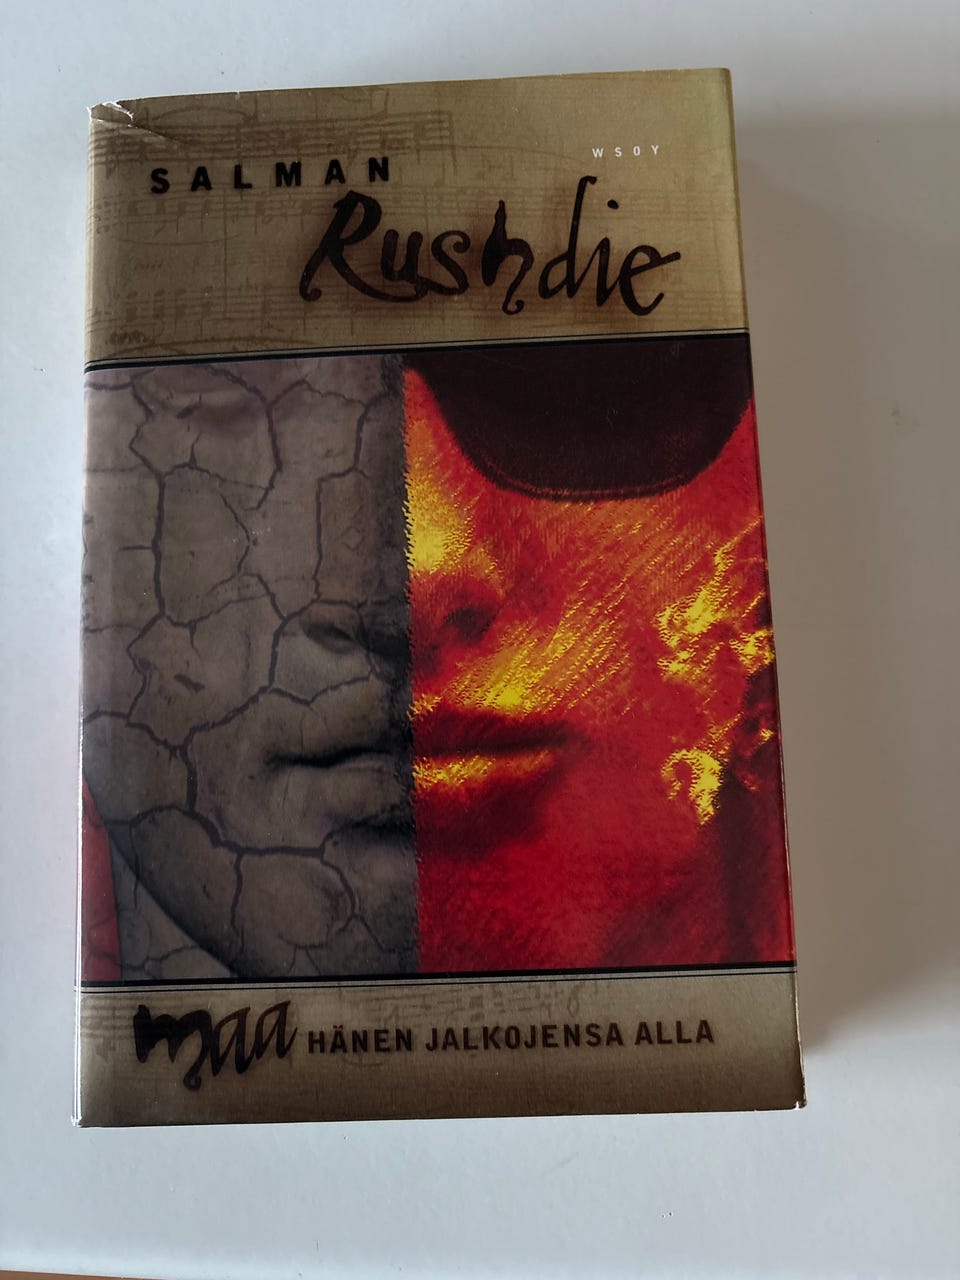 WSOY
SALMAN
Rushdie
maa HÄNEN JALKOJENSA ALLA